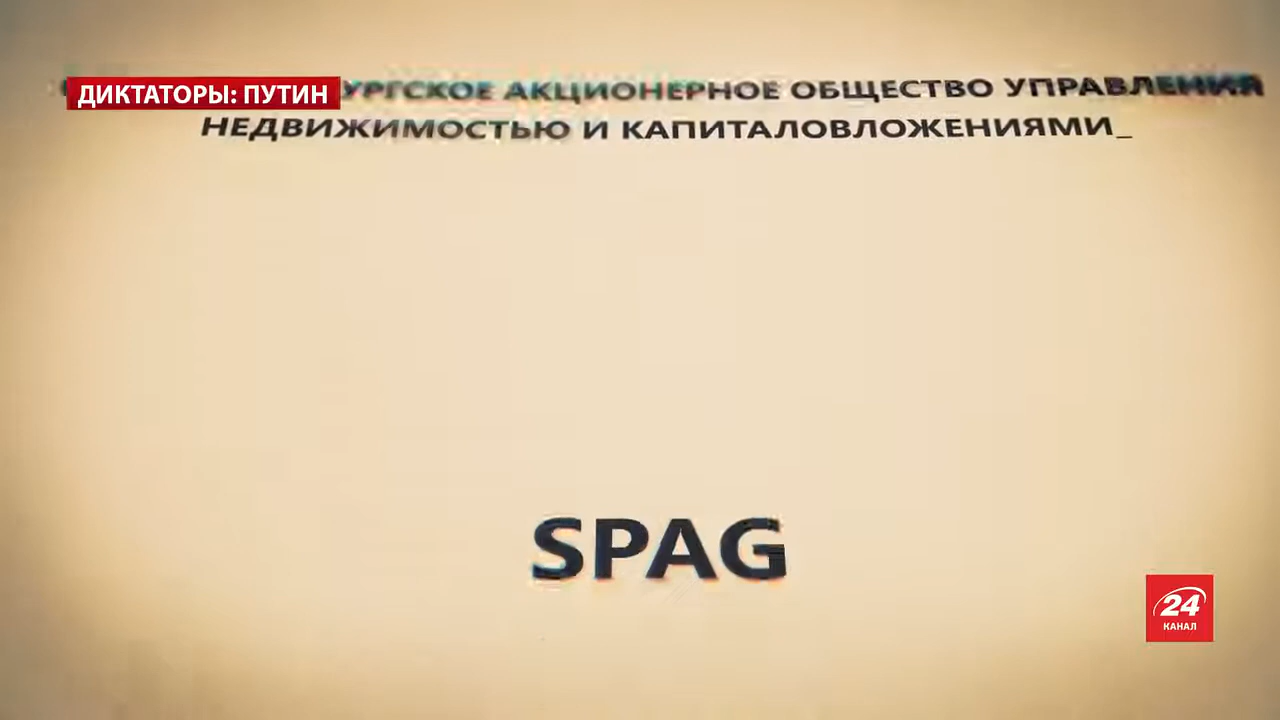 ДИКТАТОРЫ: ПУТИН
УРГСКОЕ АКЦИОНЕРНОЕ ОБЩЕСТВО УПРАВЛЕНИЯ
НЕДВИЖИМОСТЬЮ И КАПИТАЛОВЛОЖЕНИЯМИ_
SPAG
24
КАНАЛ